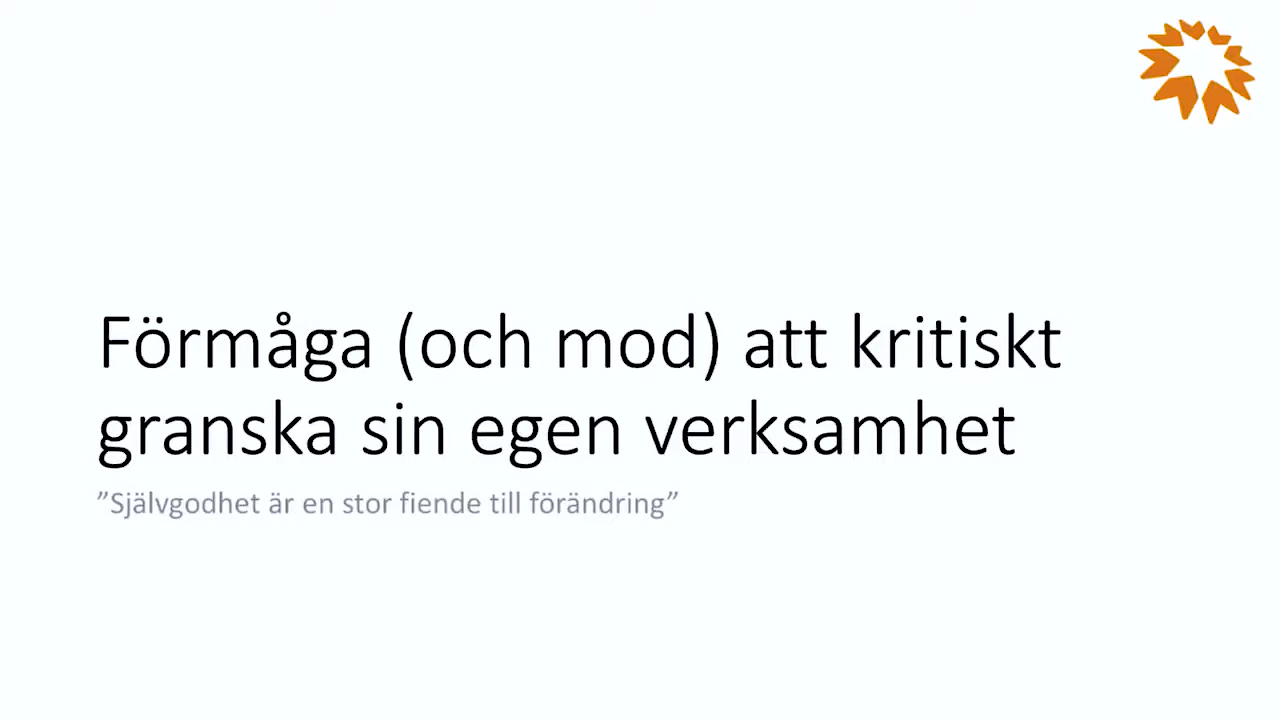 Förmåga (och mod) att kritiskt
granska sin egen verksamhet
”Självgodhet är en stor fiende till förändring”